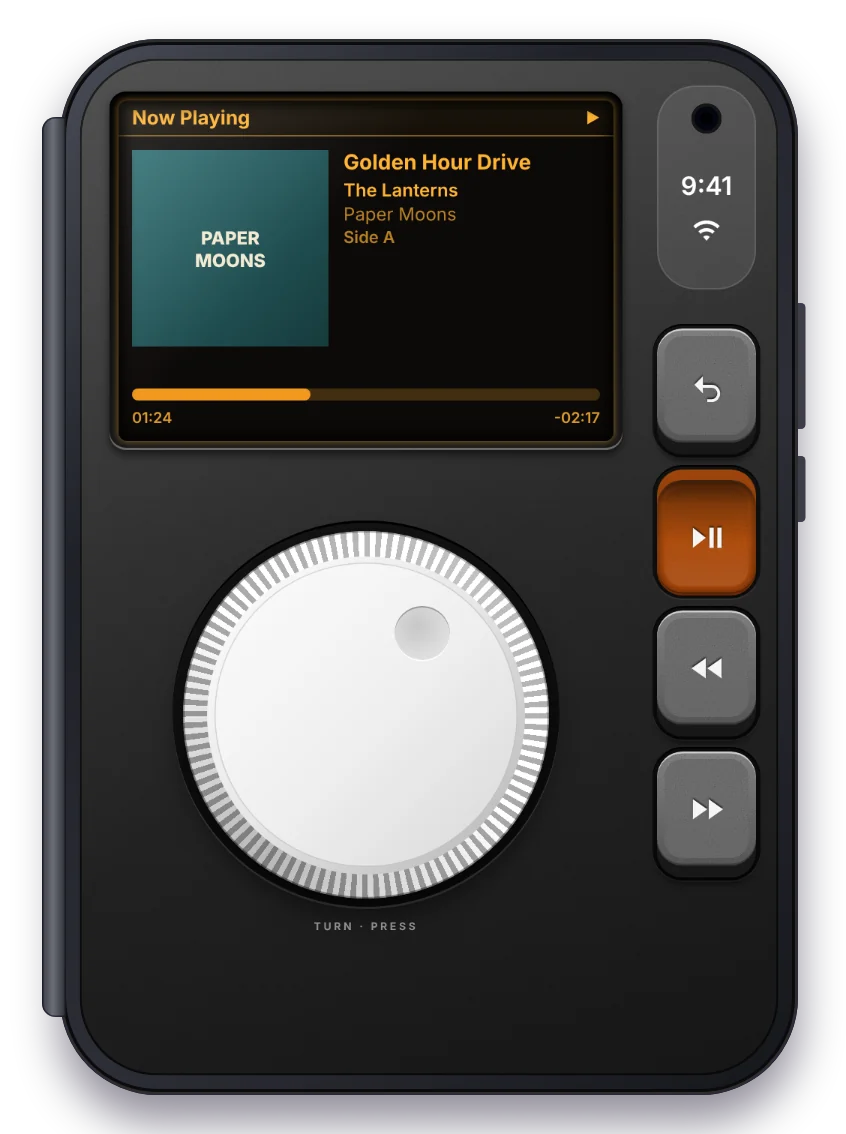 Now Playing
PAPER
MOONS
Golden Hour Drive
The Lanterns
Paper Moons
Side A
01:24
-02:17
9:41
TURN · PRESS